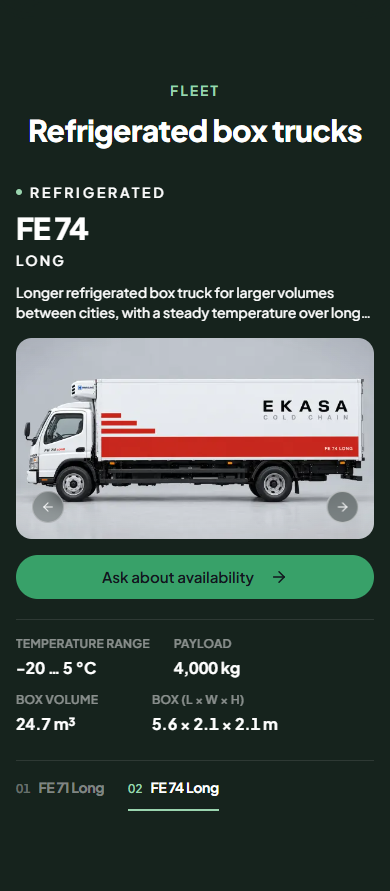 FLEET
Refrigerated box trucks
REFRIGERATED
FE 74
LONG
Longer refrigerated box truck for larger volumes
between cities, with a steady temperature over long…
EKASA
COLD CHAIN
FE 74 LONG
Ask about availability
TEMPERATURE RANGE PAYLOAD
−20 … 5 °C 4,000 kg
BOX VOLUME BOX (L × W × H)
24.7 m³ 5.6 × 2.1 × 2.1 m
01 FE 71 Long 02 FE 74 Long